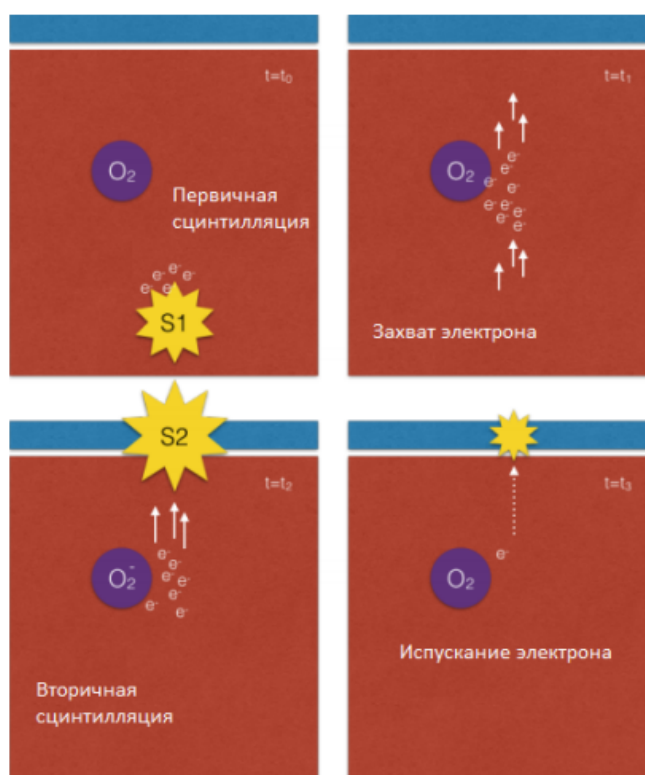 t=t₀
O₂
Первичная
сцинтилляция
e⁻ e⁻ e⁻ e⁻ e⁻
S1
t=t₁
O₂
e⁻
e⁻
e⁻ e⁻
e⁻ e⁻ e⁻
e⁻ e⁻
Захват электрона
S2
t=t₂
O₂⁻
e⁻
e⁻
e⁻ e⁻
e⁻
e⁻ e⁻
Вторичная
сцинтилляция
t=t₃
e⁻
O₂
Испускание электрона